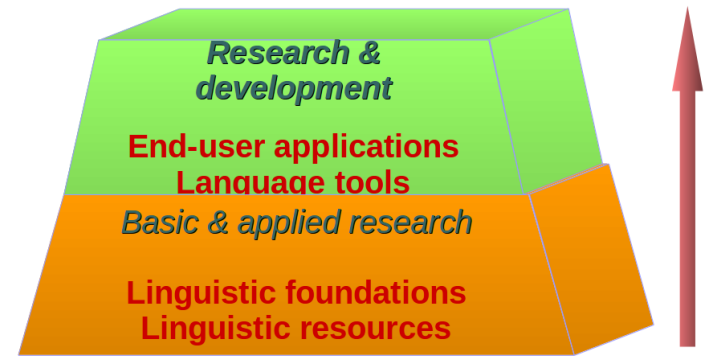 Research &
development
End-user applications
Language tools
Basic & applied research
Linguistic foundations
Linguistic resources